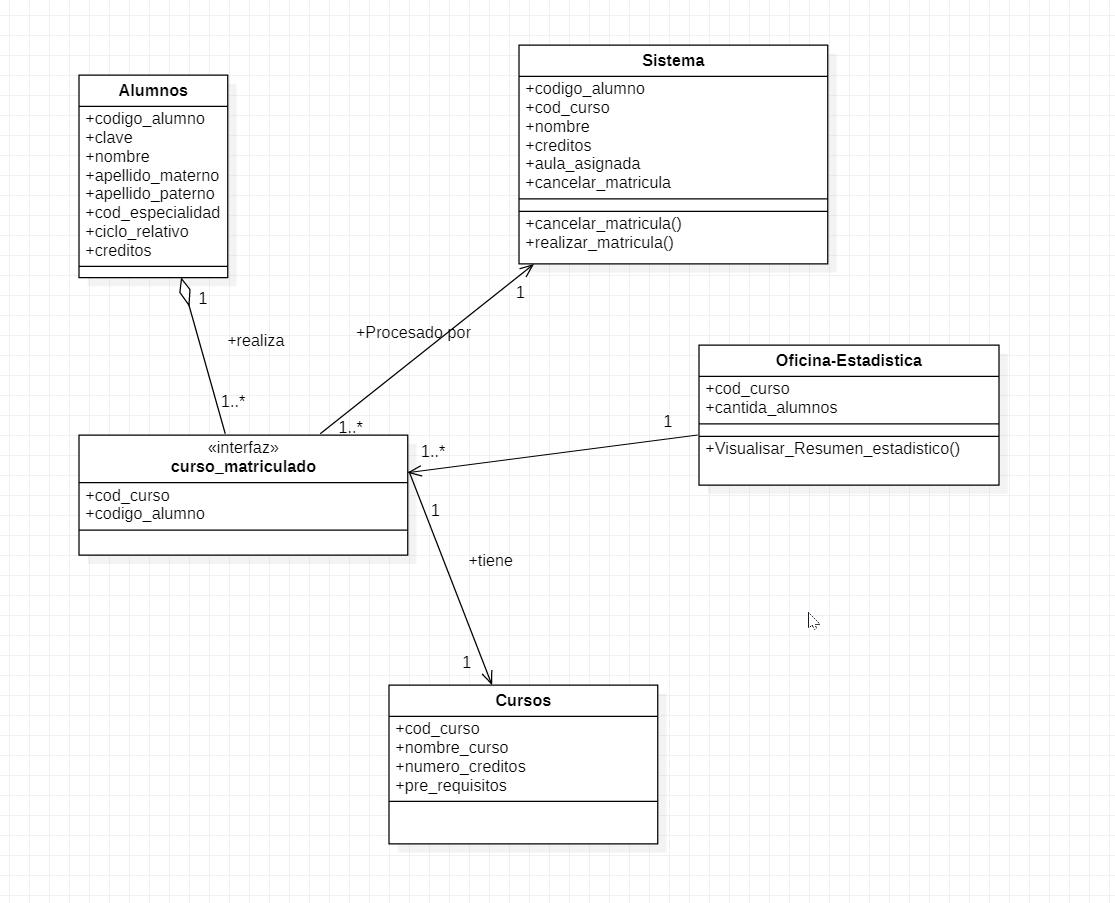 Alumnos
+codigo_alumno
+clave
+nombre
+apellido_materno
+apellido_paterno
+cod_especialidad
+ciclo_relativo
+creditos
Sistema
+codigo_alumno
+cod_curso
+nombre
+creditos
+aula_asignada
+cancelar_matricula
+cancelar_matricula()
+realizar_matricula()
1
+realiza
1..*
1
+Procesado por
1..*
Oficina-Estadistica
+cod_curso
+cantida_alumnos
+Visualisar_Resumen_estadistico()
1
1..*
«interfaz»
curso_matriculado
+cod_curso
+codigo_alumno
1
+tiene
1
Cursos
+cod_curso
+nombre_curso
+numero_creditos
+pre_requisitos